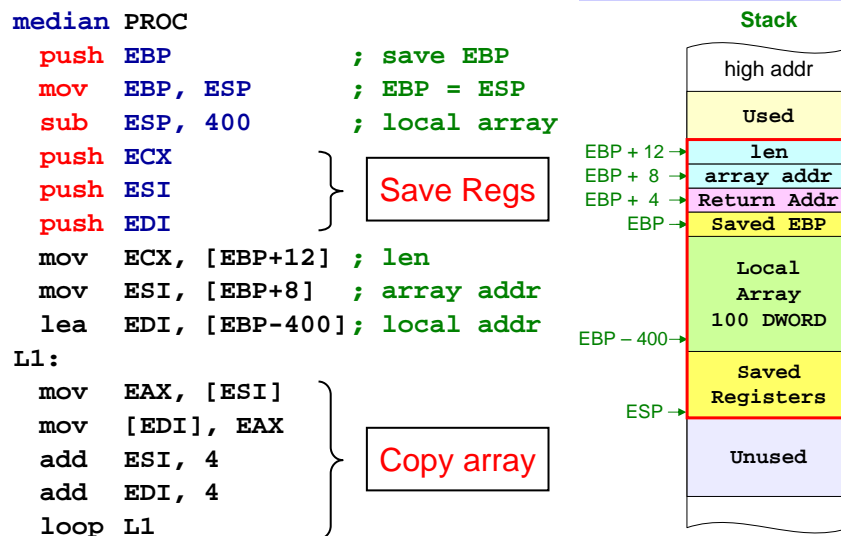 median PROC
push EBP ; save EBP
mov EBP, ESP ; EBP = ESP
sub ESP, 400 ; local array
push ECX
push ESI
push EDI
Save Regs
mov ECX, [EBP+12] ; len
mov ESI, [EBP+8] ; array addr
lea EDI, [EBP-400]; local addr
L1:
mov EAX, [ESI]
mov [EDI], EAX
add ESI, 4
add EDI, 4
loop L1
Copy array
Stack
high addr
Used
EBP + 12 len
EBP + 8 array addr
EBP + 4 Return Addr
EBP Saved EBP
Local
Array
100 DWORD
EBP – 400
Saved
Registers
ESP
Unused